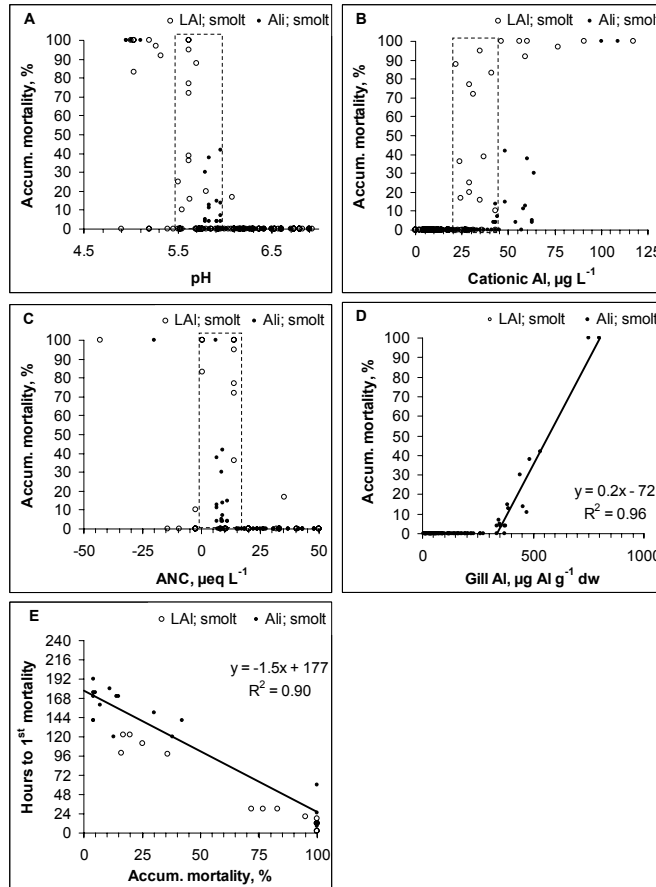 A
○ LAl; smolt • Ali; smolt
Accum. mortality, %
100
90
80
70
60
50
40
30
20
10
0
4.5 5.5 6.5
pH
B
○ LAl; smolt • Ali; smolt
Accum. mortality, %
100
90
80
70
60
50
40
30
20
10
0
0 25 50 75 100 125
Cationic Al, µg L⁻¹
C
○ LAl; smolt • Ali; smolt
Accum. mortality, %
100
90
80
70
60
50
40
30
20
10
0
-50 -25 0 25 50
ANC, µeq L⁻¹
D
○ LAl; smolt • Ali; smolt
Accum. mortality, %
100
90
80
70
60
50
40
30
20
10
0
y = 0.2x - 72
R² = 0.96
0 500 1000
Gill Al, µg Al g⁻¹ dw
E
○ LAl; smolt • Ali; smolt
Hours to 1st mortality
240
216
192
168
144
120
96
72
48
24
0
y = -1.5x + 177
R² = 0.90
0 25 50 75 100
Accum. mortality, %